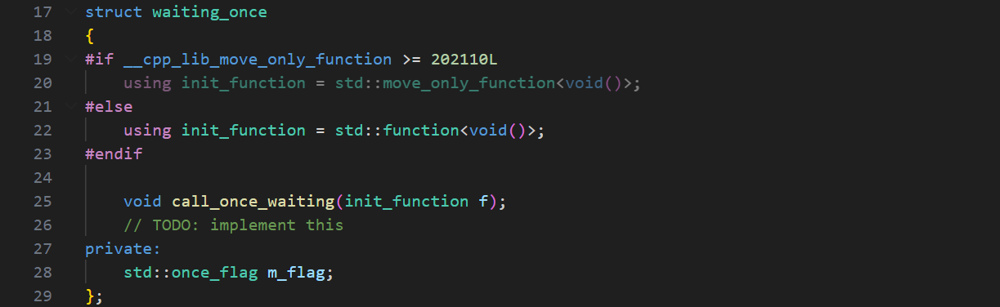 17 struct waiting_once
18 {
19 #if __cpp_lib_move_only_function >= 202110L
20     using init_function = std::move_only_function<void()>;
21 #else
22     using init_function = std::function<void()>;
23 #endif
24
25     void call_once_waiting(init_function f);
26     // TODO: implement this
27 private:
28     std::once_flag m_flag;
29 };